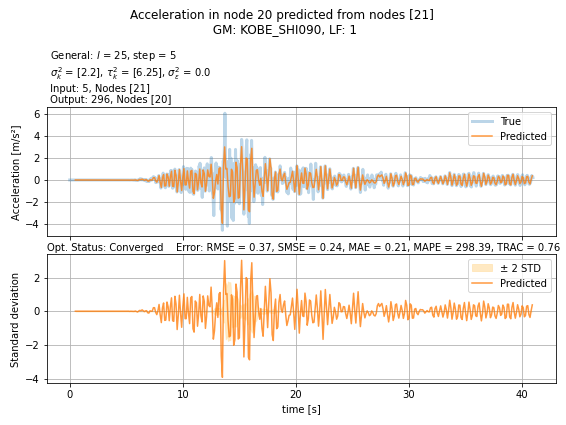 Acceleration in node 20 predicted from nodes [21]
GM: KOBE_SHI090, LF: 1
General: l = 25, step = 5
σ²ₖ = [2.2], τ²ₖ = [6.25], σ²ε = 0.0
Input: 5, Nodes [21]
Output: 296, Nodes [20]
Acceleration [m/s²]
6
4
2
0
−2
−4
True
Predicted
Opt. Status: Converged Error: RMSE = 0.37, SMSE = 0.24, MAE = 0.21, MAPE = 298.39, TRAC = 0.76
Standard deviation
2
0
−2
−4
± 2 STD
Predicted
0 10 20 30 40
time [s]